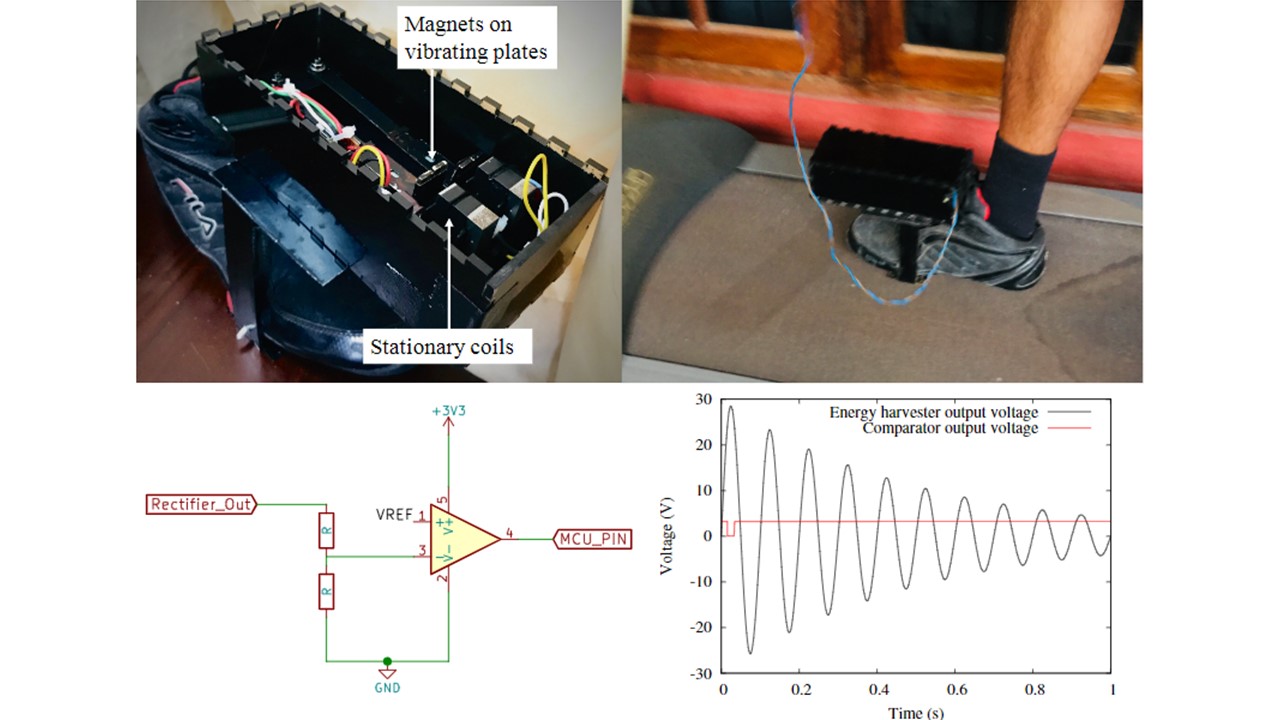 Magnets on
vibrating plates
FILA
Stationary coils
+3V3
Rectifier_Out
R
R
VREF
1
5
V+
+
3
-
V-
2
4
MCU_PIN
GND
Energy harvester output voltage
Comparator output voltage
Voltage (V)
30
20
10
0
-10
-20
-30
0 0.2 0.4 0.6 0.8 1
Time (s)